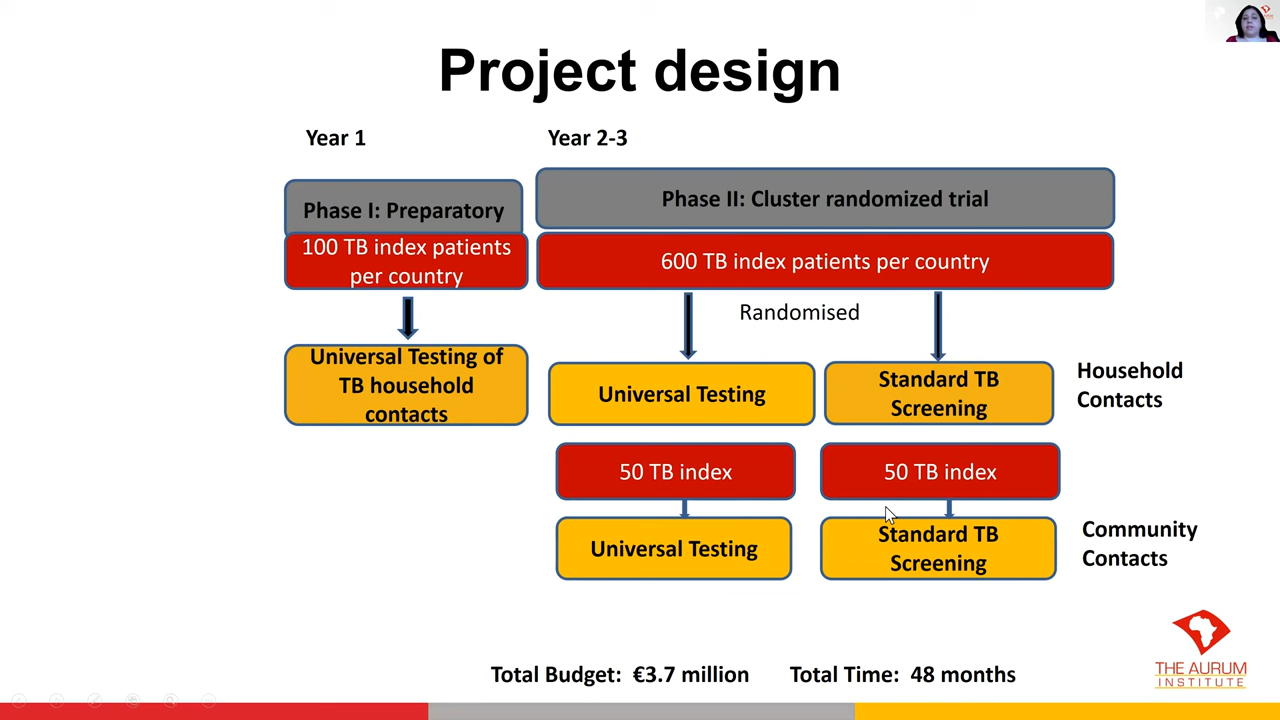 Project design
Year 1
Year 2-3
Phase I: Preparatory
Phase II: Cluster randomized trial
100 TB index patients
per country
600 TB index patients per country
Randomised
Universal Testing of
TB household
contacts
Universal Testing
Standard TB
Screening
Household
Contacts
50 TB index
50 TB index
Universal Testing
Standard TB
Screening
Community
Contacts
Total Budget: €3.7 million
Total Time: 48 months
THE AURUM
INSTITUTE